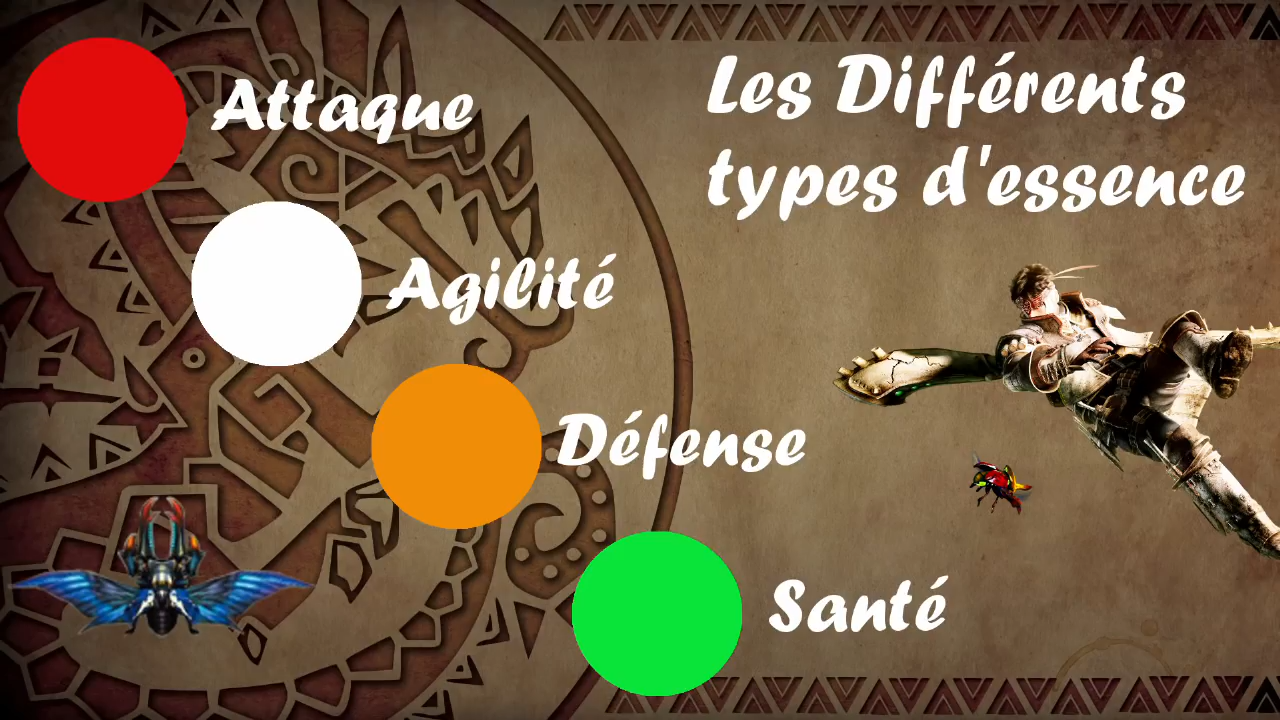 Les Différents
types d'essence
Attaque
Agilité
Défense
Santé